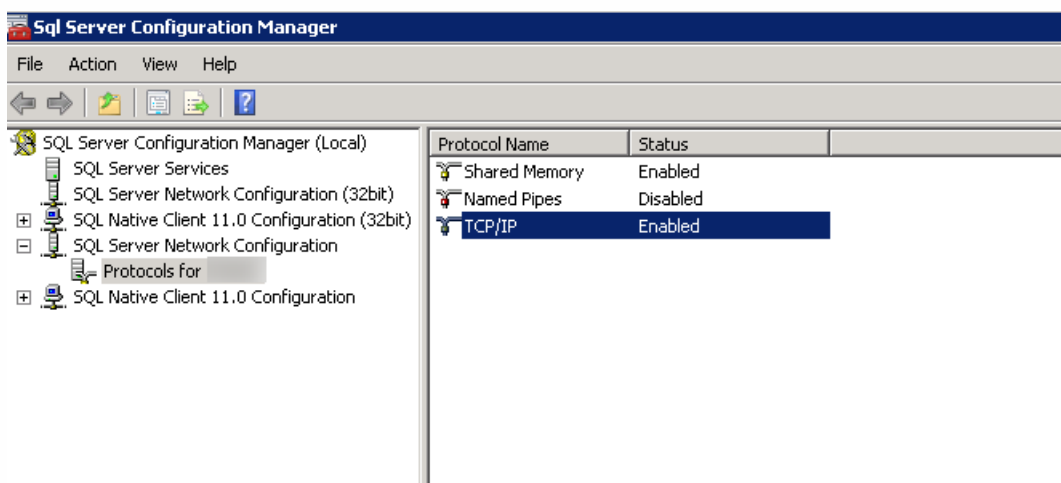 Sql Server Configuration Manager
File Action View Help
SQL Server Configuration Manager (Local)
SQL Server Services
SQL Server Network Configuration (32bit)
SQL Native Client 11.0 Configuration (32bit)
SQL Server Network Configuration
Protocols for
SQL Native Client 11.0 Configuration
Protocol Name Status
Shared Memory Enabled
Named Pipes Disabled
TCP/IP Enabled